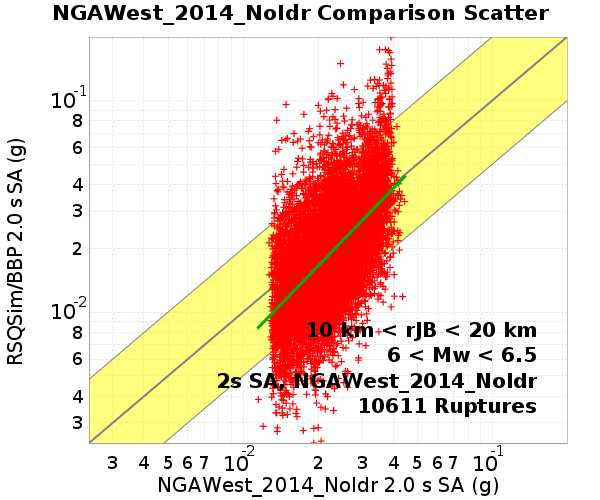 NGAWest_2014_NoIdr Comparison Scatter
RSQSim/BBP 2.0 s SA (g)
10-1
8
6
4
3
2
10-2
8
6
4
3
10 km < rJB < 20 km
6 < Mw < 6.5
2s SA, NGAWest_2014_NoIdr
10611 Ruptures
3 4 5 6 7 10-2 2 3 4 5 6 7 10-1
NGAWest_2014_NoIdr 2.0 s SA (g)